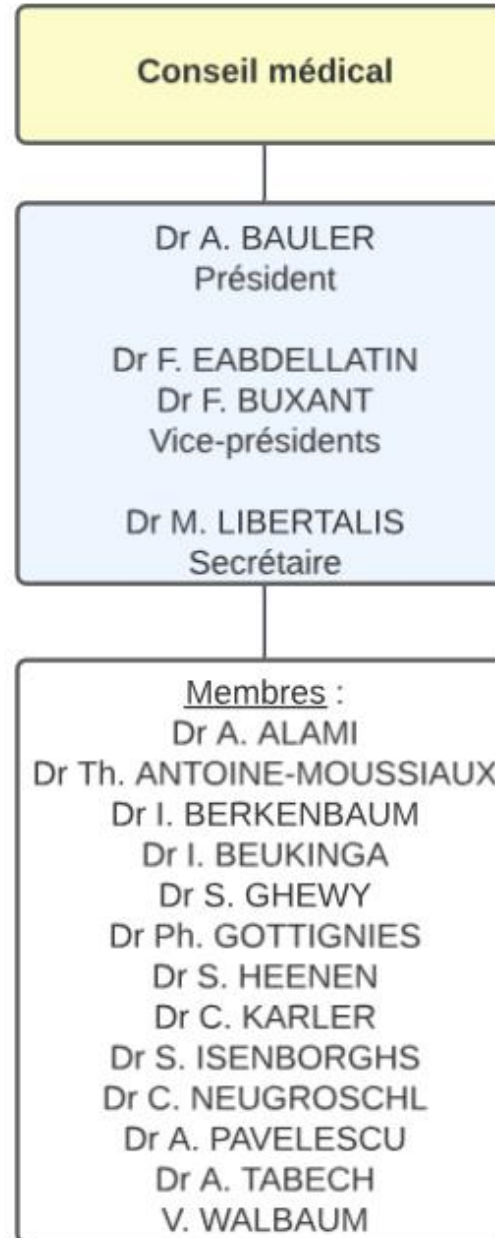 Conseil médical
Dr A. BAULER
Président
Dr F. EABDELLATIN
Dr F. BUXANT
Vice-présidents
Dr M. LIBERTALIS
Secrétaire
Membres :
Dr A. ALAMI
Dr Th. ANTOINE-MOUSSIAUX
Dr I. BERKENBAUM
Dr I. BEUKINGA
Dr S. GHEWY
Dr Ph. GOTTIGNIES
Dr S. HEENEN
Dr C. KARLER
Dr S. ISENBORGHS
Dr C. NEUGROSCHL
Dr A. PAVELESCU
Dr A. TABECH
V. WALBAUM